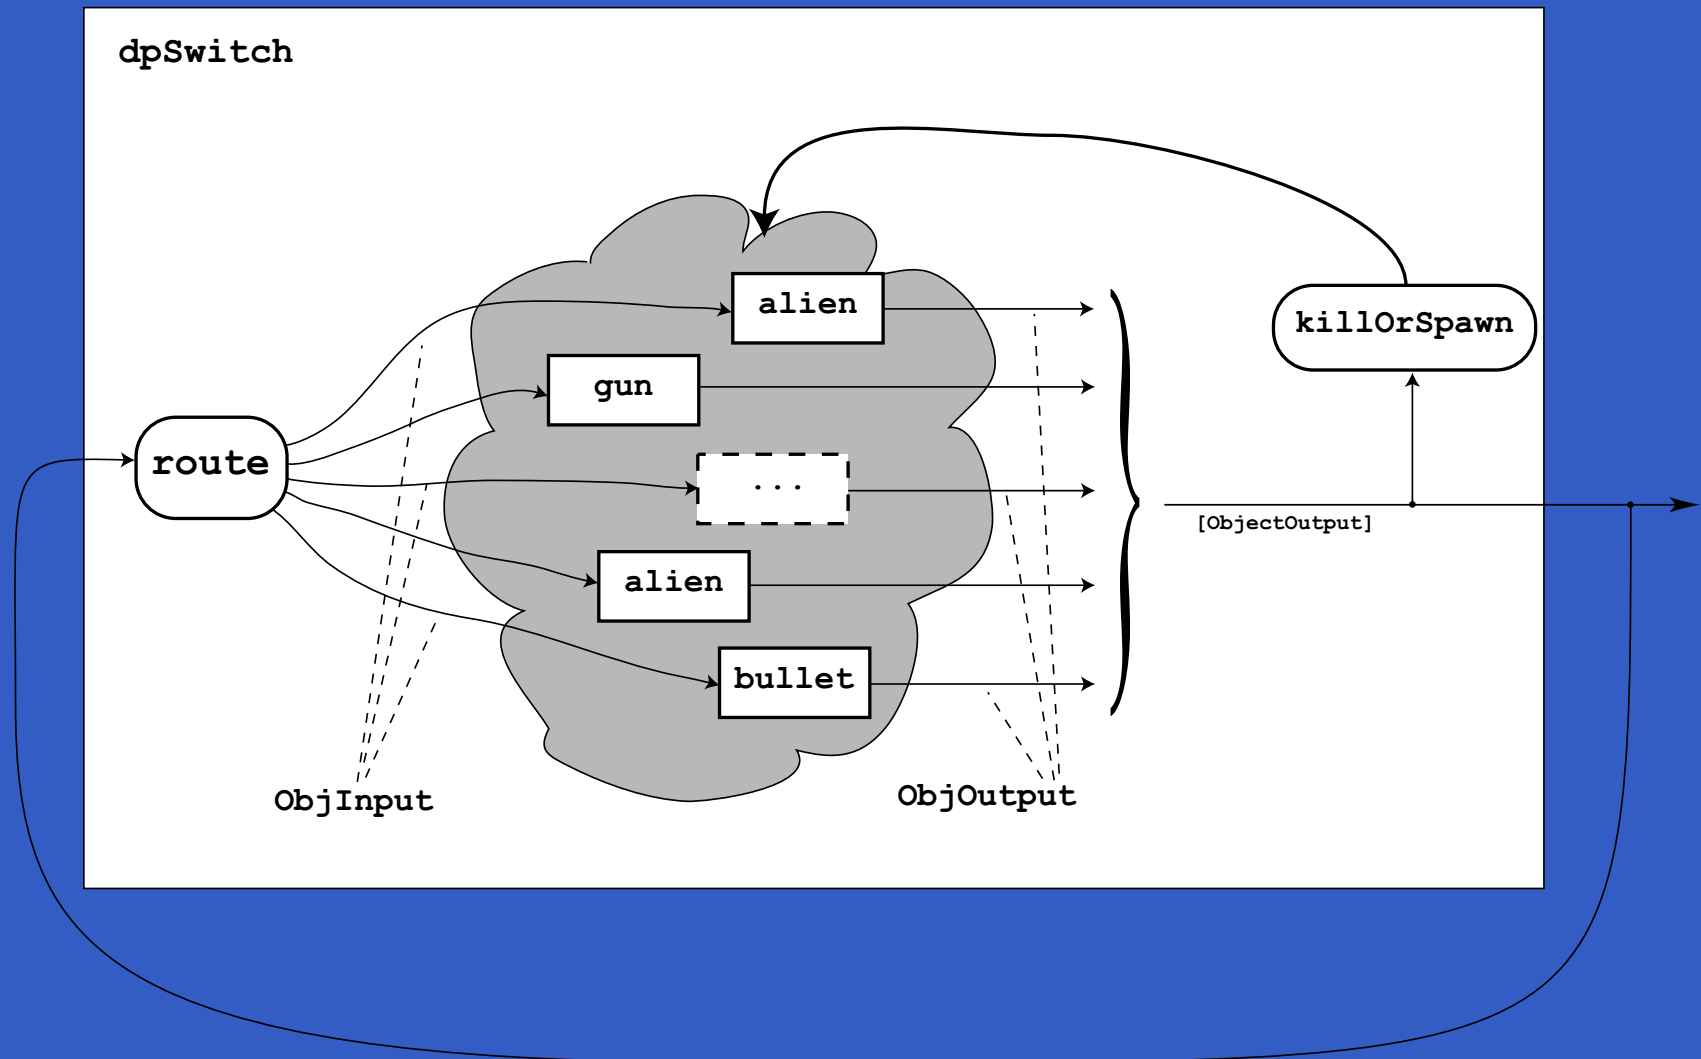 dpSwitch
alien
killOrSpawn
gun
route
...
[ObjectOutput]
alien
bullet
ObjInput
ObjOutput